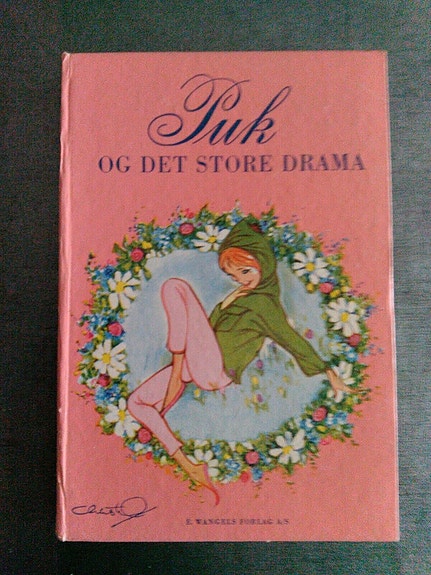 Puk
OG DET STORE DRAMA
E. WANGELS FORLAG A/S